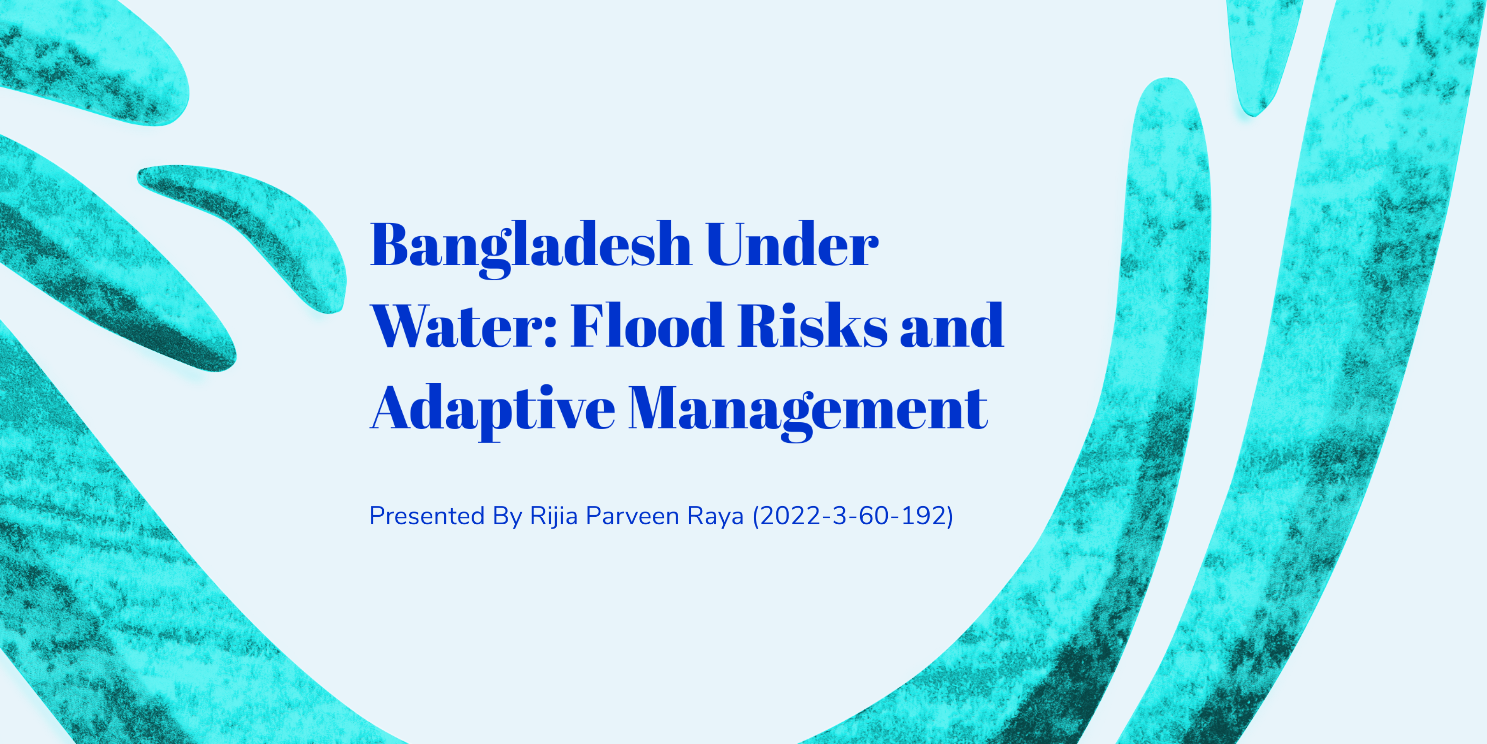 Bangladesh Under
Water: Flood Risks and
Adaptive Management
Presented By Rijia Parveen Raya (2022-3-60-192)